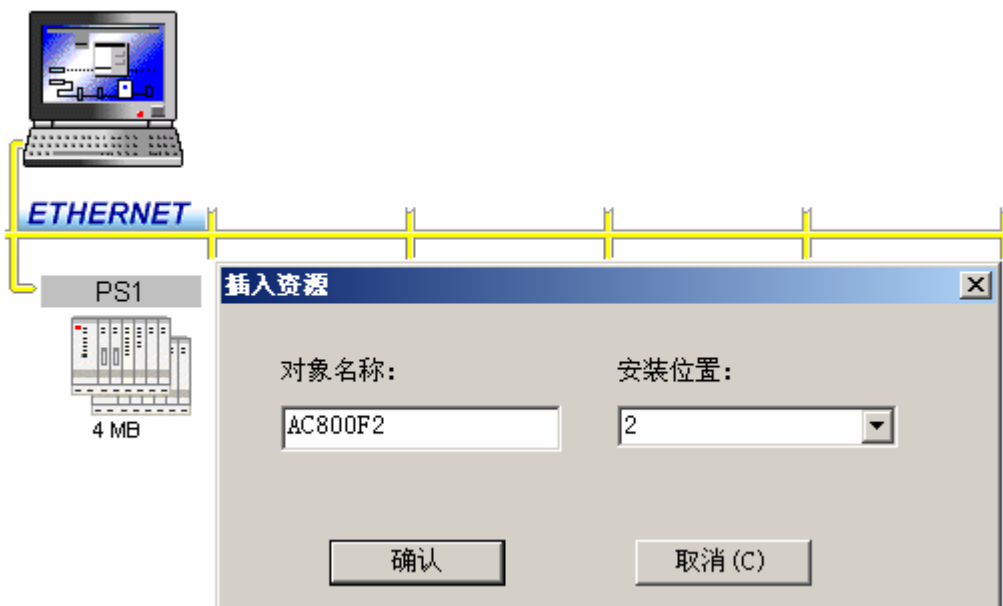 ETHERNET
PS1
4 MB
插入资源
对象名称:
安装位置:
AC800F2
2
确认
取消(C)